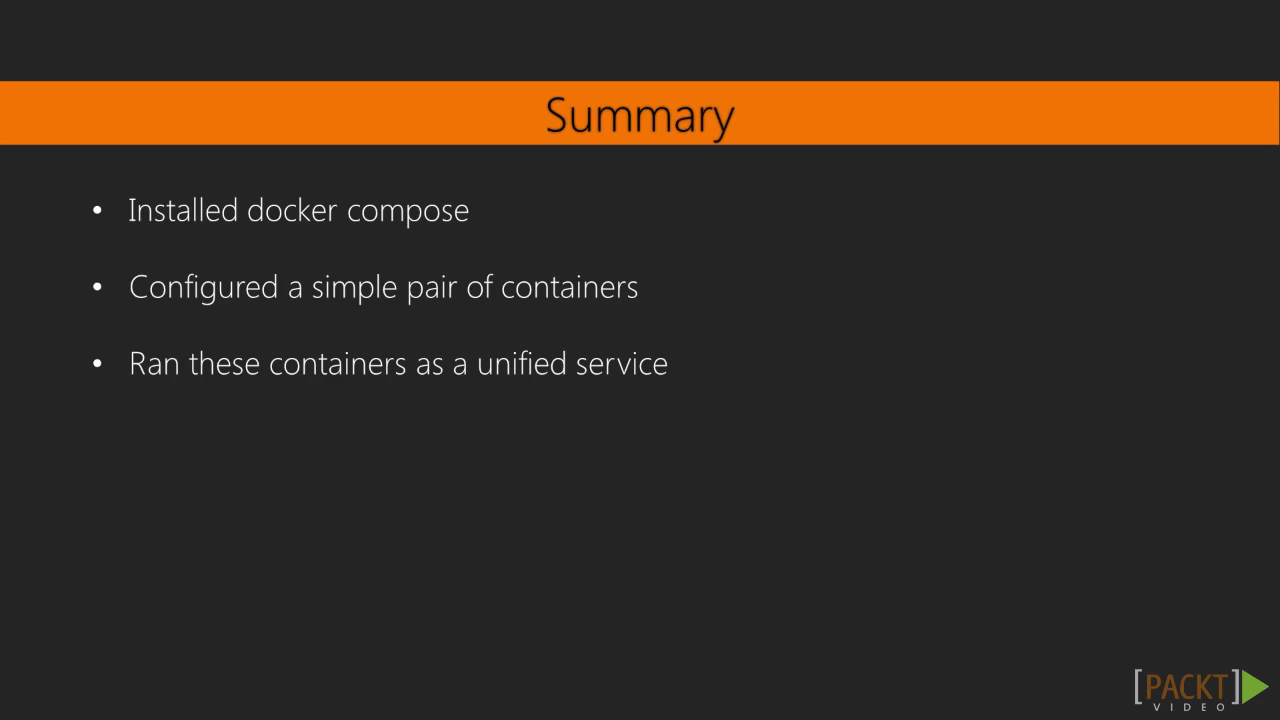 Summary
• Installed docker compose
• Configured a simple pair of containers
• Ran these containers as a unified service
[PACKT]
VIDEO